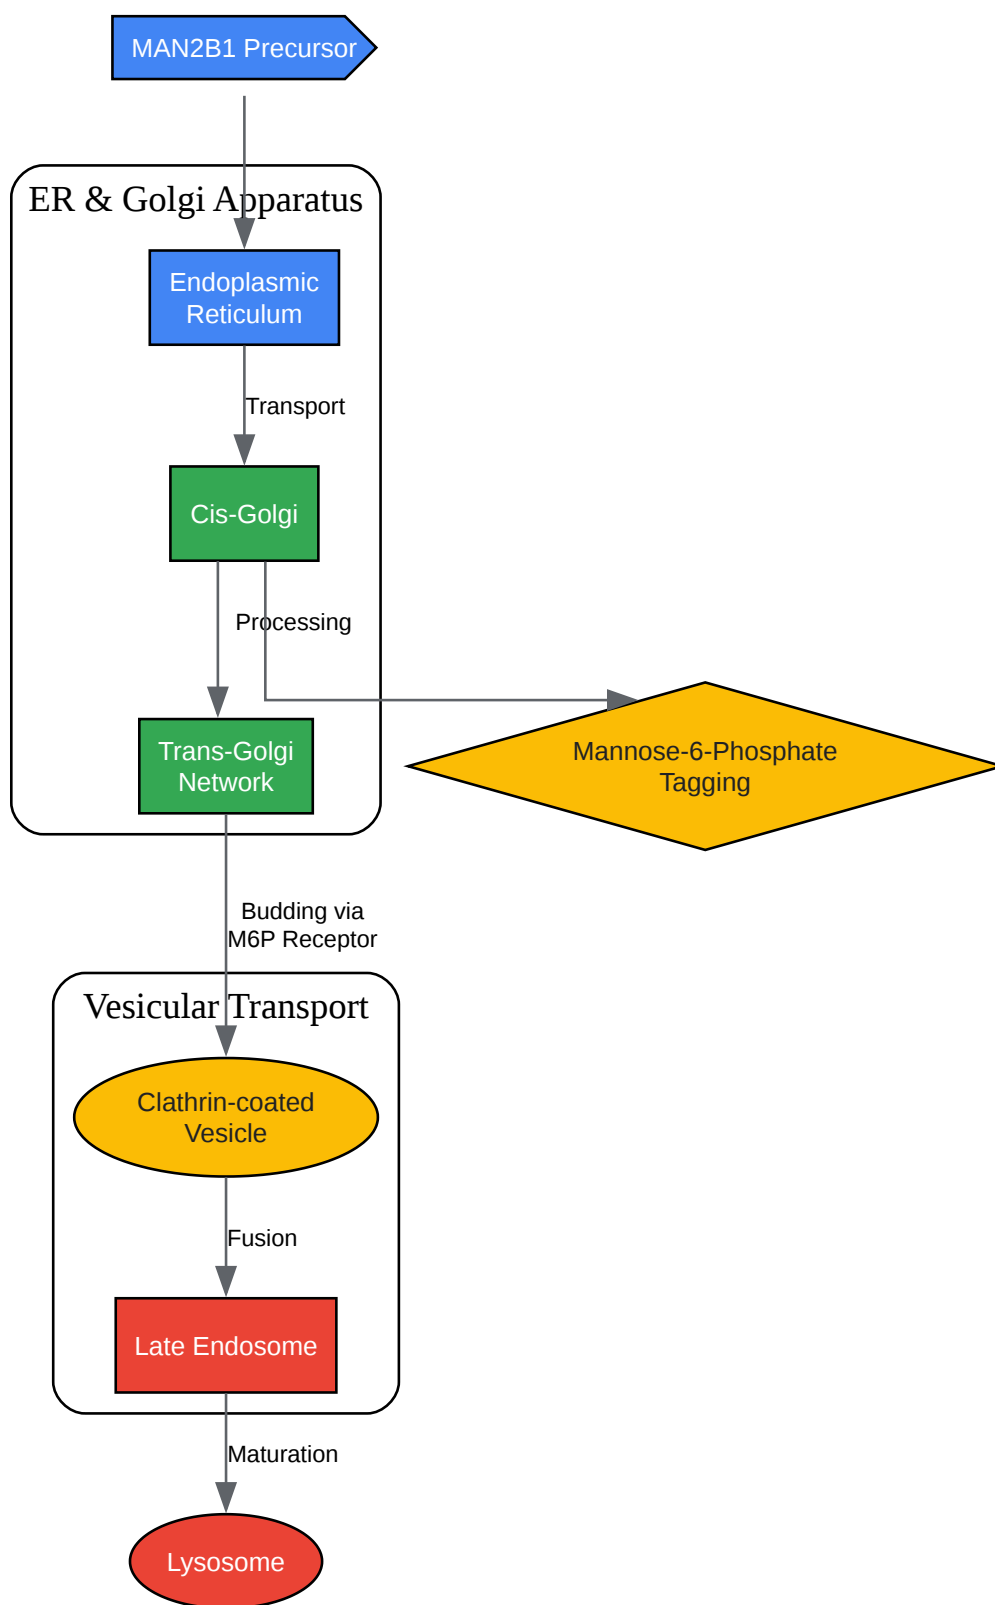 MAN2B1 Precursor
ER & Golgi Apparatus
Endoplasmic
Reticulum
Transport
Cis-Golgi
Processing
Trans-Golgi
Network
Mannose-6-Phosphate
Tagging
Budding via
M6P Receptor
Vesicular Transport
Clathrin-coated
Vesicle
Fusion
Late Endosome
Maturation
Lysosome